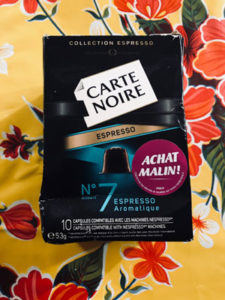 COLLECTION ESPRESSO
CARTE
NOIRE
ESPRESSO
ACHAT
MALIN!
N°7
ESPRESSO
Aromatique
10 CAPSULES COMPATIBLES AVEC LES MACHINES NESPRESSO
CAPSULES COMPATIBLE WITH NESPRESSO MACHINES
53g